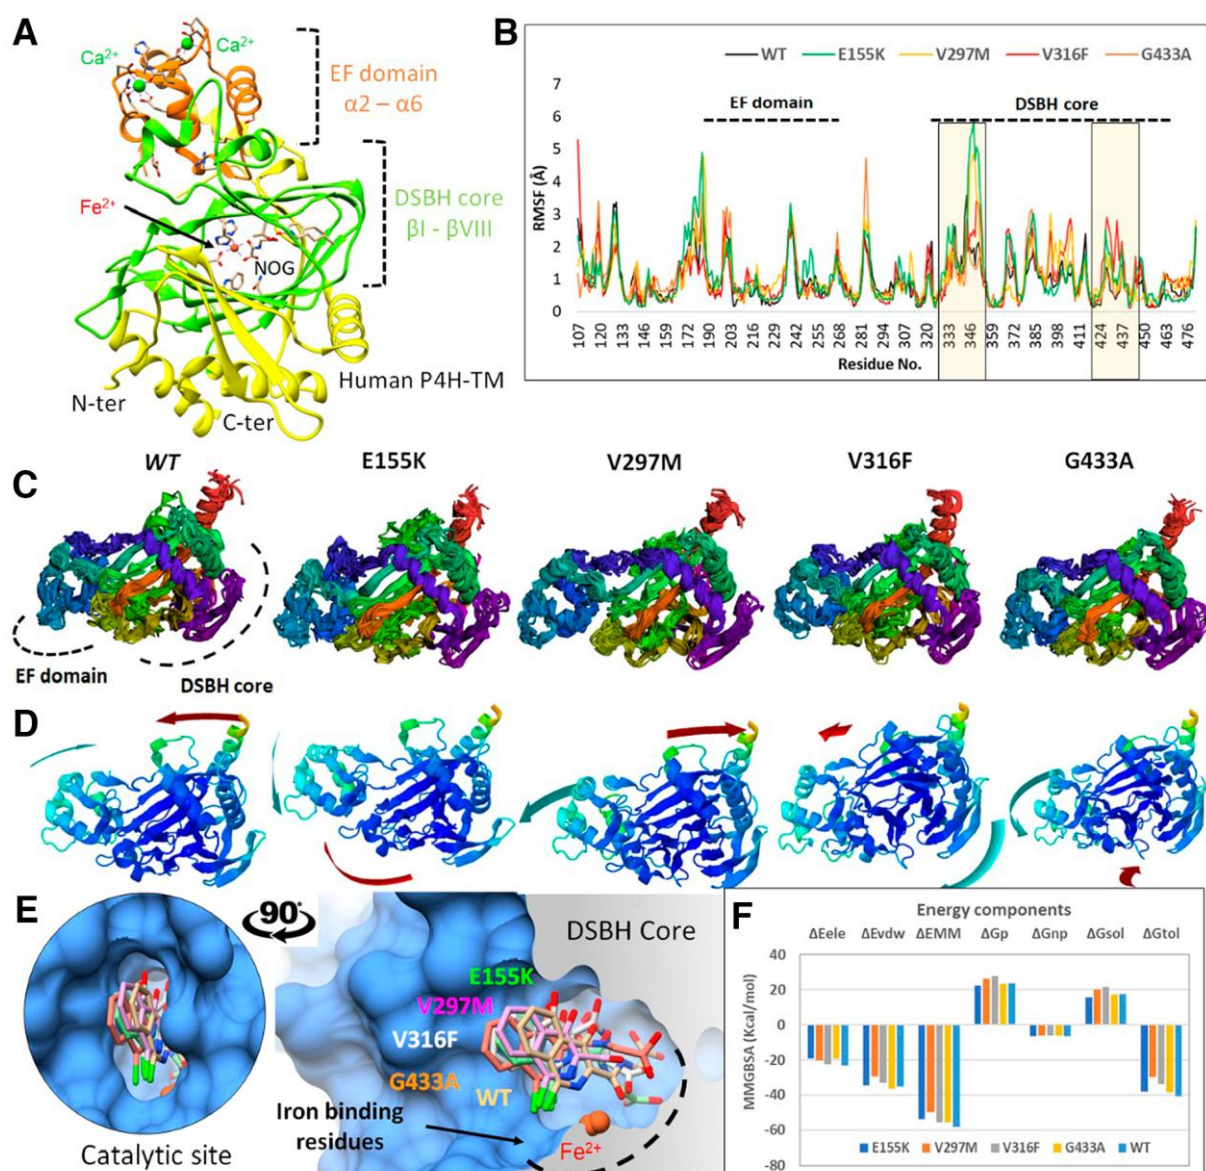 A
Ca²⁺
Ca²⁺
EF domain
α2 – α6
Fe²⁺
DSBH core
βI - βVIII
NOG
Human P4H-TM
N-ter
C-ter
B
WT E155K V297M V316F G433A
7
6
5
4
3
2
1
0
RMSF (Å)
EF domain
DSBH core
107 120 133 146 159 172 190 203 216 229 242 255 268 281 294 307 320 333 346 359 372 385 398 411 424 437 450 463 476
Residue No.
C
WT E155K V297M V316F G433A
EF domain
DSBH core
D
E
90°
DSBH Core
E155K
V297M
V316F
G433A
WT
Iron binding
residues
Fe²⁺
Catalytic site
F
Energy components
ΔEele ΔEvdw ΔEMM ΔGp ΔGnp ΔGsol ΔGtol
40
20
0
-20
-40
-60
-80
MMGBSA (Kcal/mol)
E155K V297M V316F G433A WT